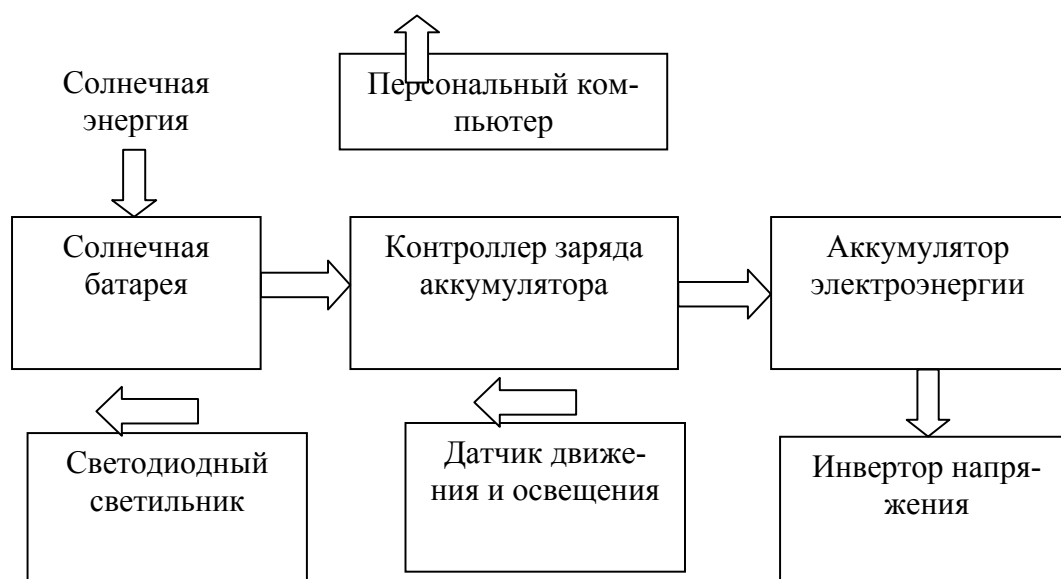 Солнечная
энергия
Персональный ком-
пьютер
Солнечная
батарея
Контроллер заряда
аккумулятора
Аккумулятор
электроэнергии
Светодиодный
светильник
Датчик движе-
ния и освещения
Инвертор напря-
жения